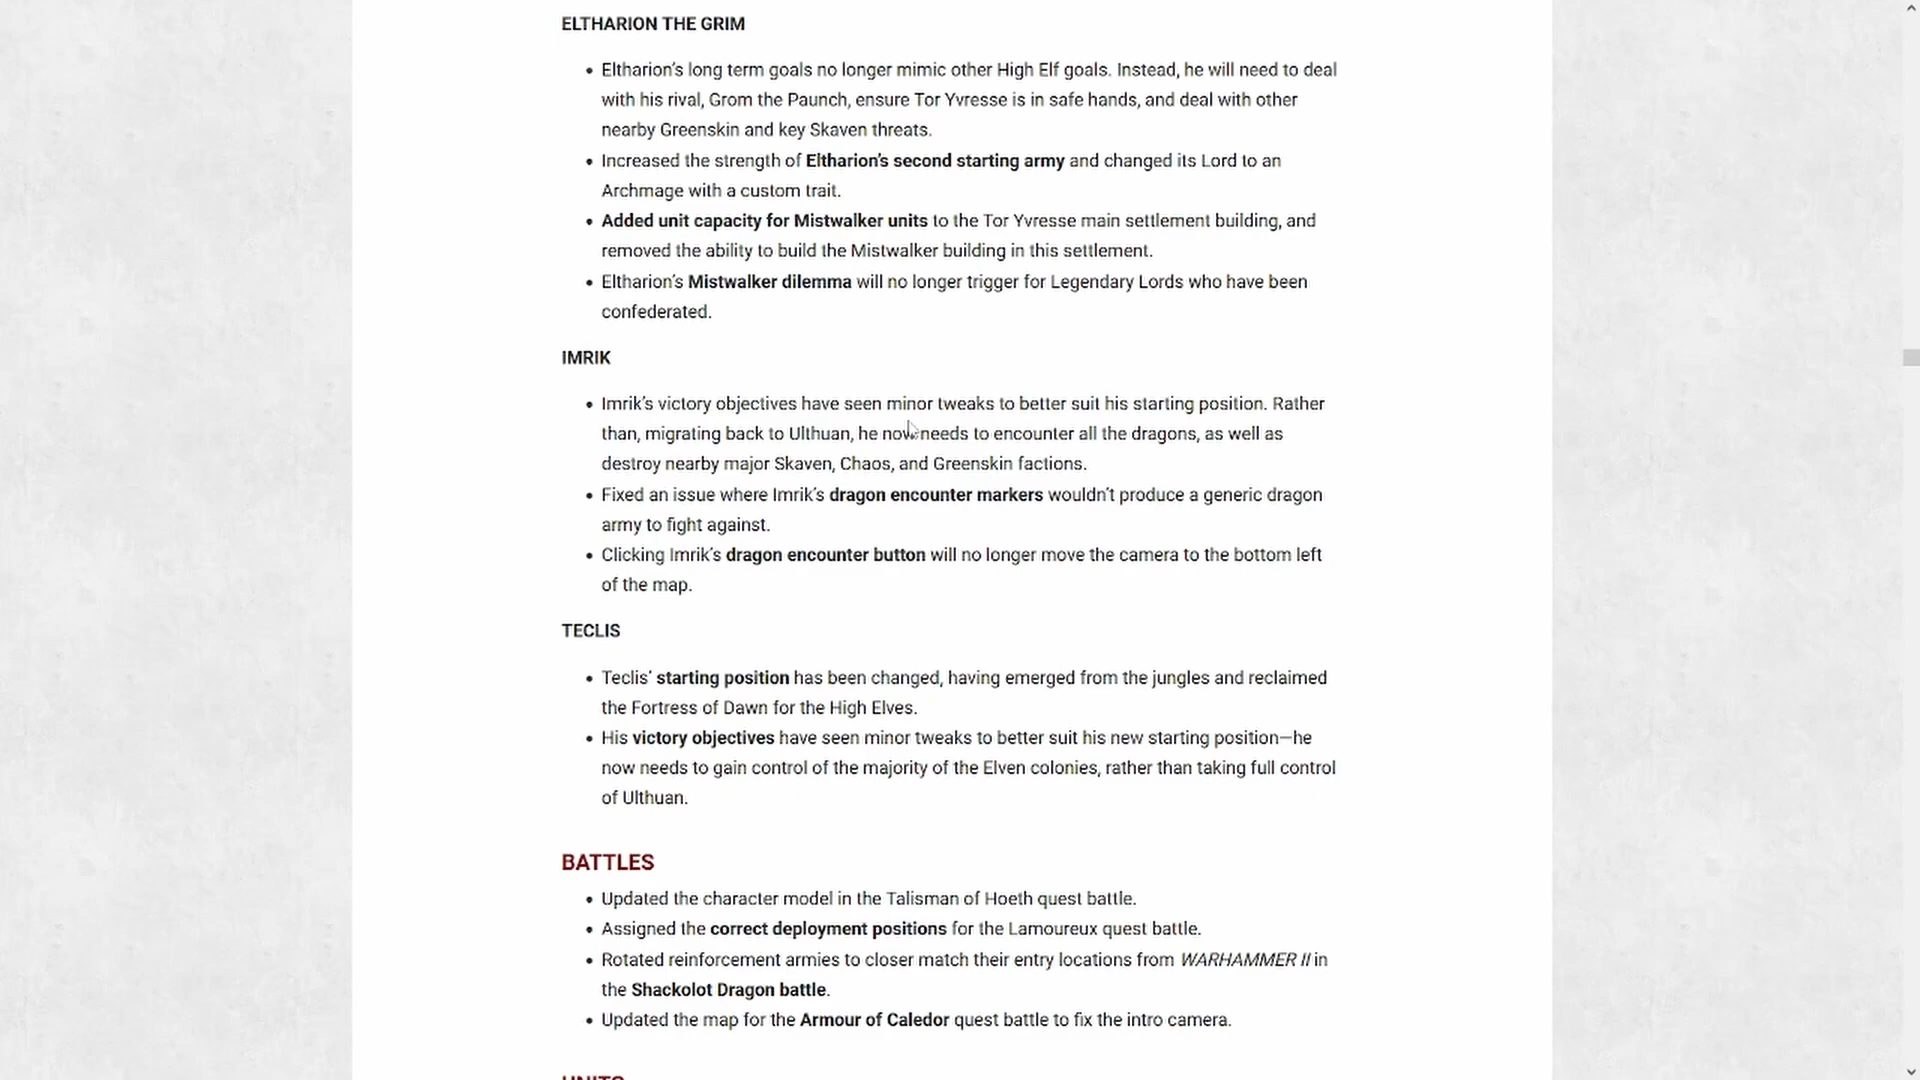 ELTHARION THE GRIM
• Eltharion's long term goals no longer mimic other High Elf goals. Instead, he will need to deal
with his rival, Grom the Paunch, ensure Tor Yvresse is in safe hands, and deal with other
nearby Greenskin and key Skaven threats.
• Increased the strength of Eltharion's second starting army and changed its Lord to an
Archmage with a custom trait.
• Added unit capacity for Mistwalker units to the Tor Yvresse main settlement building, and
removed the ability to build the Mistwalker building in this settlement.
• Eltharion's Mistwalker dilemma will no longer trigger for Legendary Lords who have been
confederated.
IMRIK
• Imrik's victory objectives have seen minor tweaks to better suit his starting position. Rather
than, migrating back to Ulthuan, he now needs to encounter all the dragons, as well as
destroy nearby major Skaven, Chaos, and Greenskin factions.
• Fixed an issue where Imrik's dragon encounter markers wouldn't produce a generic dragon
army to fight against.
• Clicking Imrik's dragon encounter button will no longer move the camera to the bottom left
of the map.
TECLIS
• Teclis' starting position has been changed, having emerged from the jungles and reclaimed
the Fortress of Dawn for the High Elves.
• His victory objectives have seen minor tweaks to better suit his new starting position—he
now needs to gain control of the majority of the Elven colonies, rather than taking full control
of Ulthuan.
BATTLES
• Updated the character model in the Talisman of Hoeth quest battle.
• Assigned the correct deployment positions for the Lamoureux quest battle.
• Rotated reinforcement armies to closer match their entry locations from WARHAMMER II in
the Shackolot Dragon battle.
• Updated the map for the Armour of Caledor quest battle to fix the intro camera.
UNITS